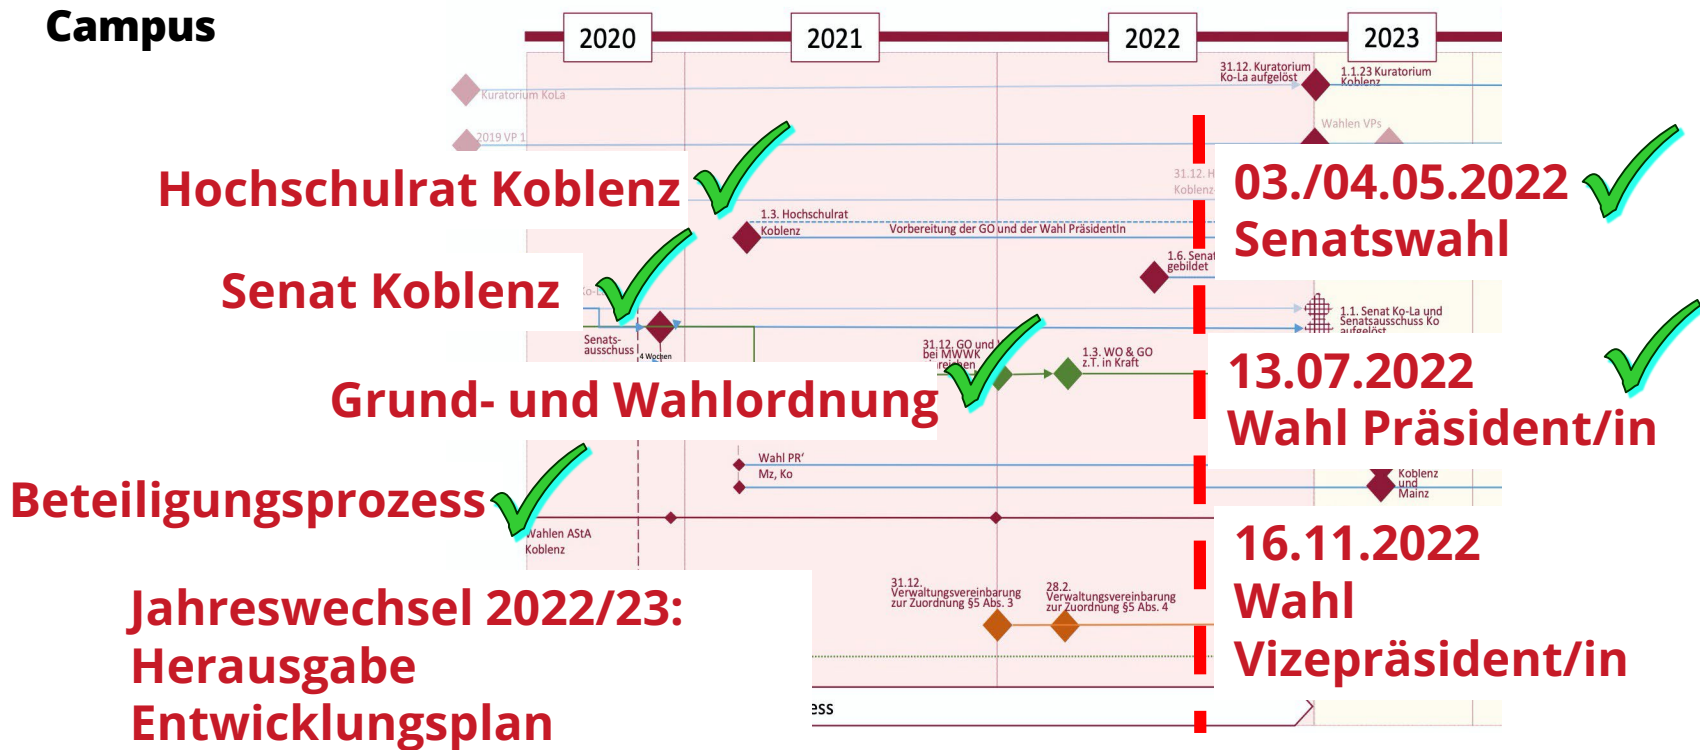 Campus
2020
2021
2022
2023
31.12. Kuratorium
Ko-La aufgelöst
1.1.23 Kuratorium
Koblenz
Kuratorium KoLa
2019 VP 1
Wahlen VPs
Hochschulrat Koblenz
31.12.
Koblenz
03./04.05.2022
Senatswahl
1.3. Hochschulrat
Koblenz
Vorbereitung der GO und der Wahl PräsidentIn
1.6. Senat
gebildet
Senat Koblenz
1.1. Senat Ko-La und
Senatsausschuss Ko
aufgelöst
Senats-
ausschuss
4 Wochen
31.12. GO und
bei MWWK
1.3. WO & GO
z.T. in Kraft
13.07.2022
Wahl Präsident/in
Grund- und Wahlordnung
Wahl PR'
Mz, Ko
Koblenz
und
Mainz
Beteiligungsprozess
Wahlen AStA
Koblenz
16.11.2022
Wahl
Vizepräsident/in
31.12.
Verwaltungsvereinbarung
zur Zuordnung §5 Abs. 3
28.2.
Verwaltungsvereinbarung
zur Zuordnung §5 Abs. 4
Jahreswechsel 2022/23:
Herausgabe
Entwicklungsplan
ess